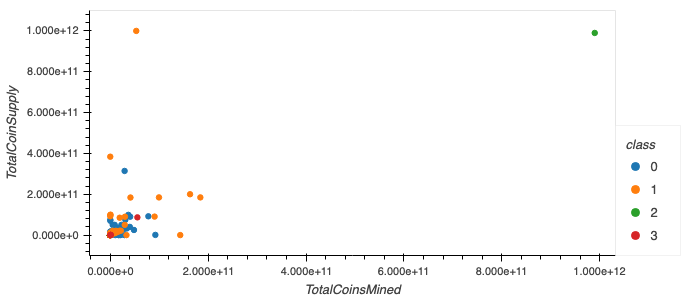 1.000e+12
8.000e+11
6.000e+11
4.000e+11
2.000e+11
0.000e+0
TotalCoinSupply
0.000e+0 2.000e+11 4.000e+11 6.000e+11 8.000e+11 1.000e+12
TotalCoinsMined
class
0
1
2
3